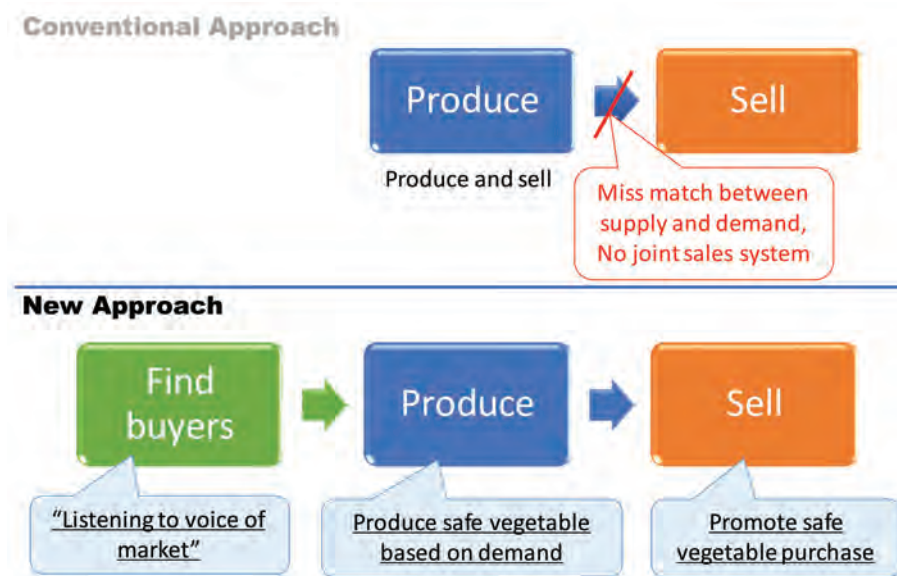 Conventional Approach
Produce
Sell
Produce and sell
Miss match between
supply and demand,
No joint sales system
New Approach
Find
buyers
Produce
Sell
"Listening to voice of
market"
Produce safe vegetable
based on demand
Promote safe
vegetable purchase